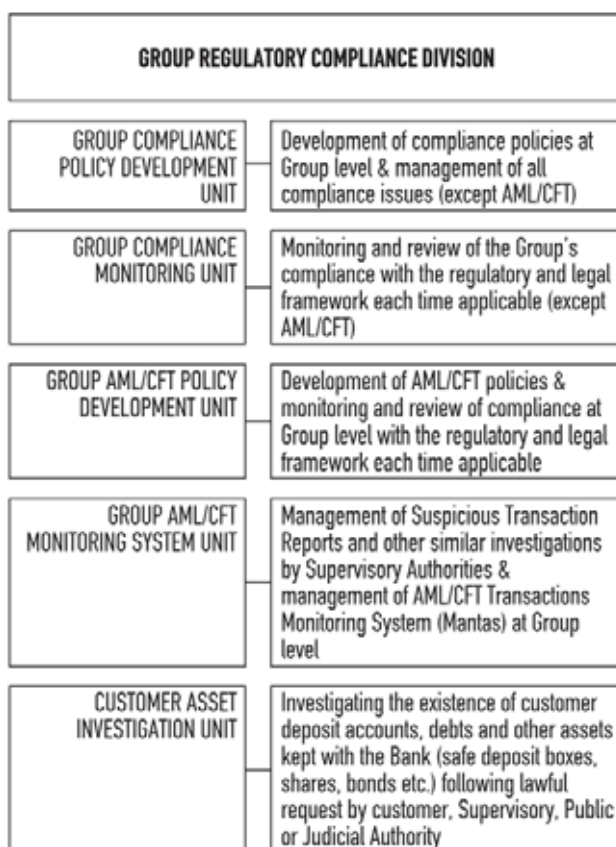 GROUP REGULATORY COMPLIANCE DIVISION
GROUP COMPLIANCE
POLICY DEVELOPMENT
UNIT
Development of compliance policies at
Group level & management of all
compliance issues (except AML/CFT)
GROUP COMPLIANCE
MONITORING UNIT
Monitoring and review of the Group's
compliance with the regulatory and legal
framework each time applicable (except
AML/CFT)
GROUP AML/CFT POLICY
DEVELOPMENT UNIT
Development of AML/CFT policies &
monitoring and review of compliance at
Group level with the regulatory and legal
framework each time applicable
GROUP AML/CFT
MONITORING SYSTEM UNIT
Management of Suspicious Transaction
Reports and other similar investigations
by Supervisory Authorities &
management of AML/CFT Transactions
Monitoring System (Mantas) at Group
level
CUSTOMER ASSET
INVESTIGATION UNIT
Investigating the existence of customer
deposit accounts, debts and other assets
kept with the Bank (safe deposit boxes,
shares, bonds etc.) following lawful
request by customer, Supervisory, Public
or Judicial Authority